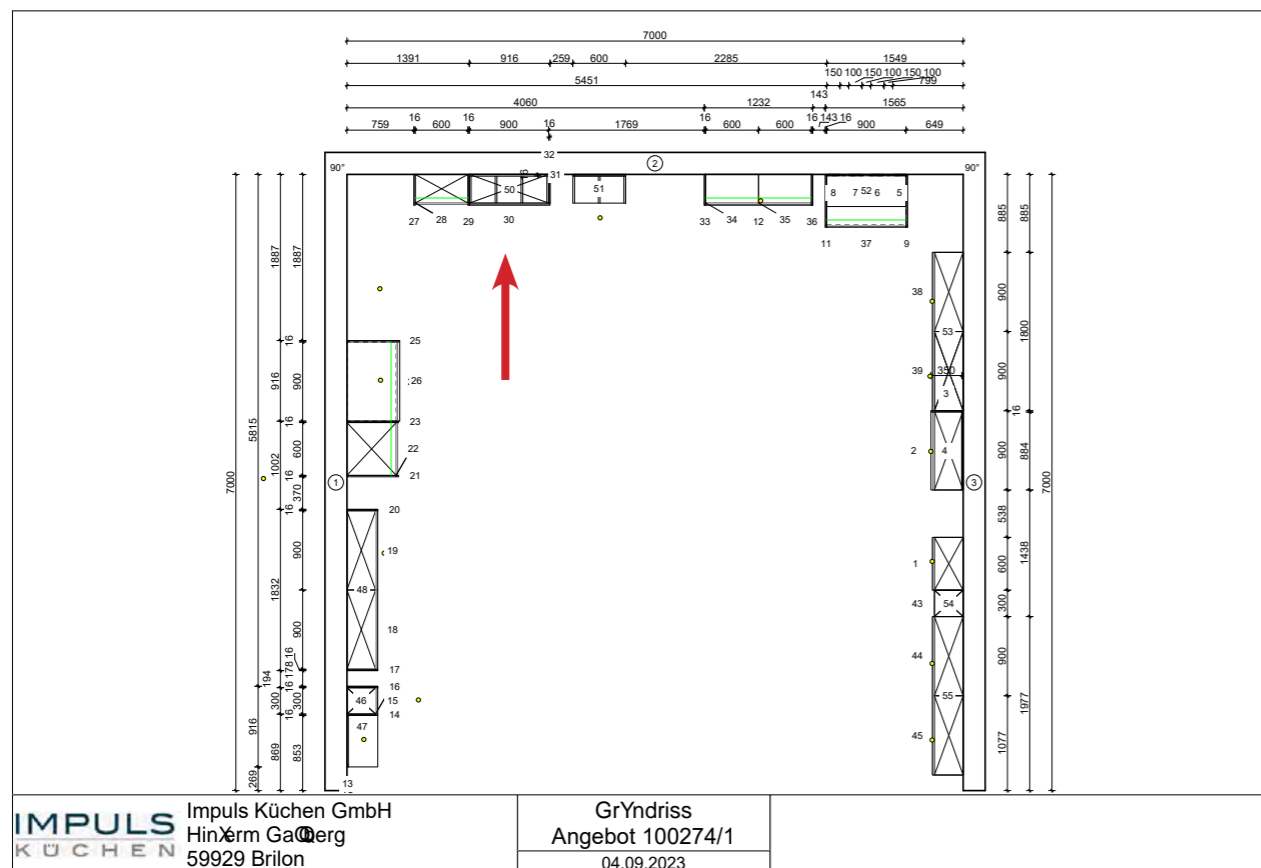 7000
1391 916 259 600 2285 1549
150 100 150 100 150 100
5451 799
143
4060 1232 1565
16 16 16 16 16 143 16
759 600 900 1769 600 600 900 649
32
90° 2 90°
16 31
50 51 8 7 52 6 5
27 28 29 30 33 34 12 35 36
11 37 9
885 885
1887 1887
38
900
53 1800
16 25
39 350 900
916 900 26
3
16 23 16
5815
600 22 2 4 900 884
1002
16 21
7000 1 3 7000
370
16 20 538
900 19 1 600 1438
1832 48 43 54 300
900 18
44 900
16
178 17
194
16 16
300 300 46 15 55 1977
16 14
916 47 45
869 853 1077
269
13
IMPULS
KÜCHEN
Impuls Küchen GmbH
59929 Brilon
GrYndriss
Angebot 100274/1
04.09.2023